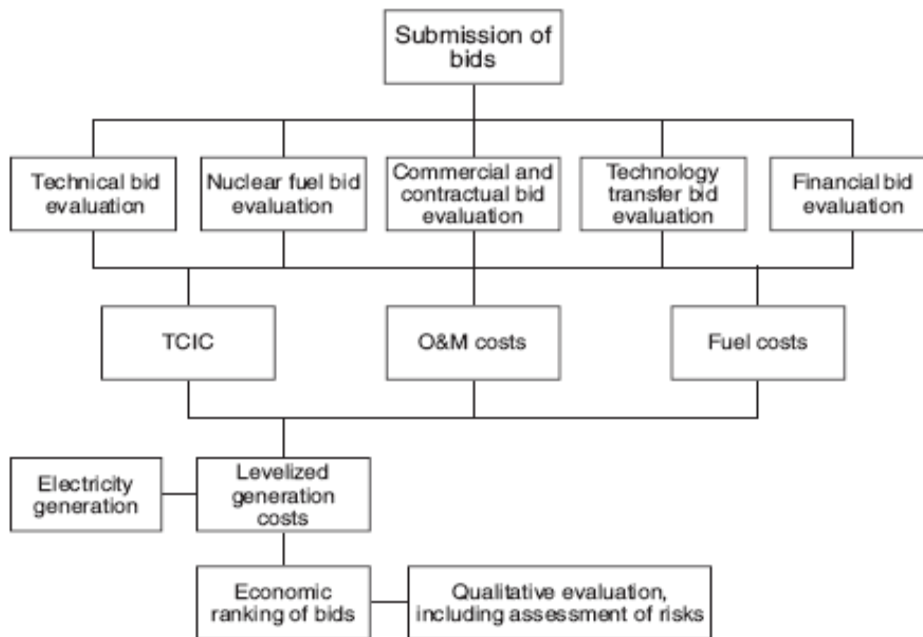 Submission of
bids
Technical bid
evaluation
Nuclear fuel bid
evaluation
Commercial and
contractual bid
evaluation
Technology
transfer bid
evaluation
Financial bid
evaluation
TCIC
O&M costs
Fuel costs
Electricity
generation
Levelized
generation
costs
Economic
ranking of bids
Qualitative evaluation,
including assessment of risks